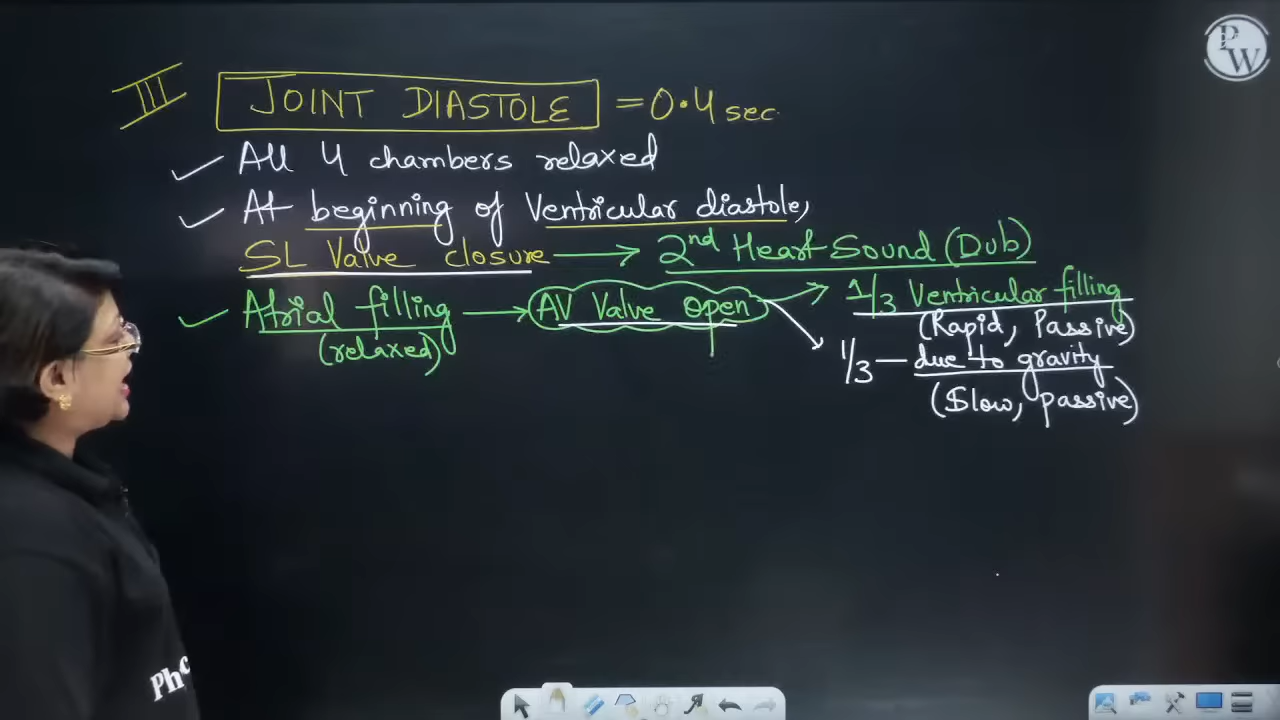 PW
III JOINT DIASTOLE = 0.4 sec
All 4 chambers relaxed
At beginning of Ventricular diastole,
SL Valve closure → 2nd Heart Sound (Dub)
Atrial filling → AV Valve open → 1/3 Ventricular filling
(relaxed)
(Rapid, Passive)
1/3 — due to gravity
(Slow, passive)